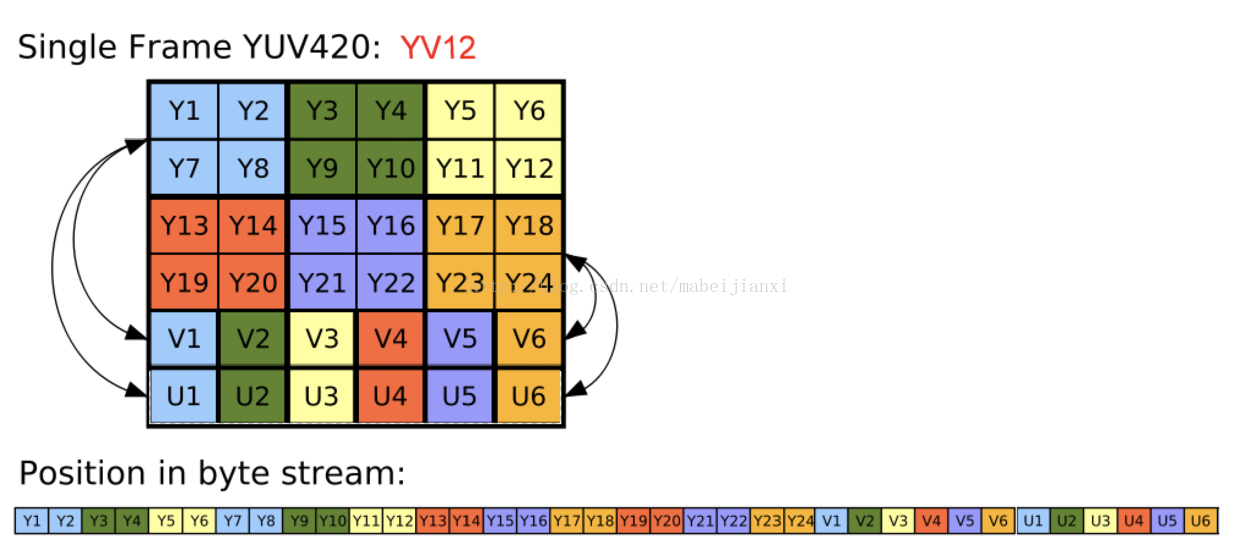 Single Frame YUV420: YV12
Y1 Y2 Y3 Y4 Y5 Y6
Y7 Y8 Y9 Y10 Y11 Y12
Y13 Y14 Y15 Y16 Y17 Y18
Y19 Y20 Y21 Y22 Y23 Y24
og.csdn.net/mabeijianxi
V1 V2 V3 V4 V5 V6
U1 U2 U3 U4 U5 U6
Position in byte stream:
Y1 Y2 Y3 Y4 Y5 Y6 Y7 Y8 Y9 Y10 Y11 Y12 Y13 Y14 Y15 Y16 Y17 Y18 Y19 Y20 Y21 Y22 Y23 Y24 V1 V2 V3 V4 V5 V6 U1 U2 U3 U4 U5 U6